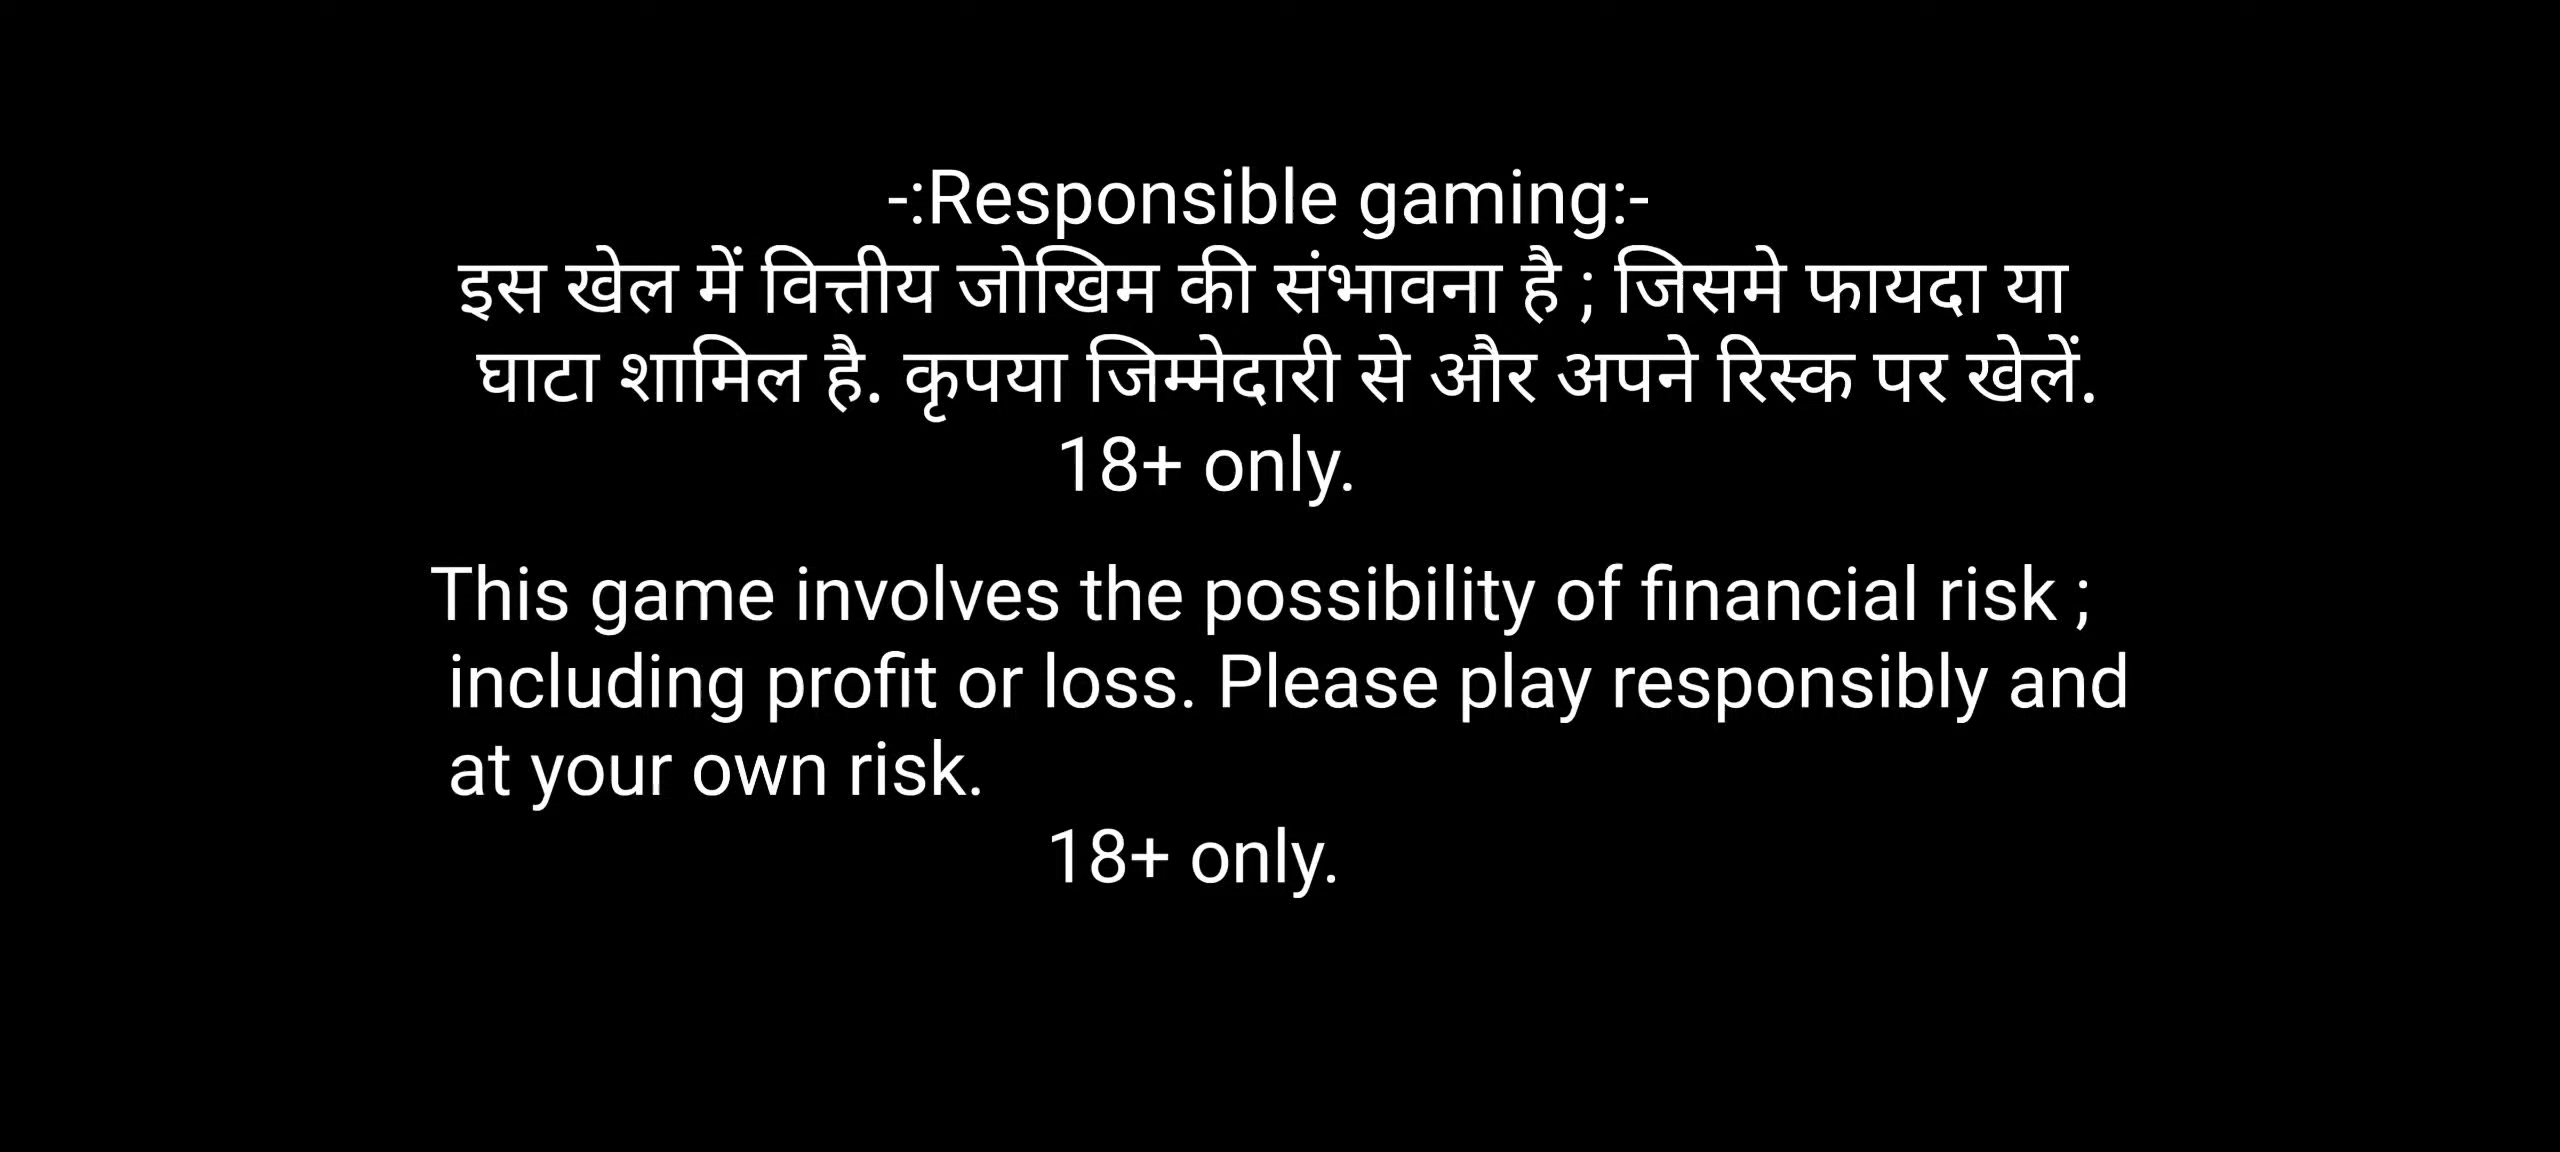 -:Responsible gaming:-
इस खेल में वित्तीय जोखिम की संभावना है ; जिसमे फायदा या
घाटा शामिल है. कृपया जिम्मेदारी से और अपने रिस्क पर खेलें.
18+ only.
This game involves the possibility of financial risk ;
including profit or loss. Please play responsibly and
at your own risk.
18+ only.